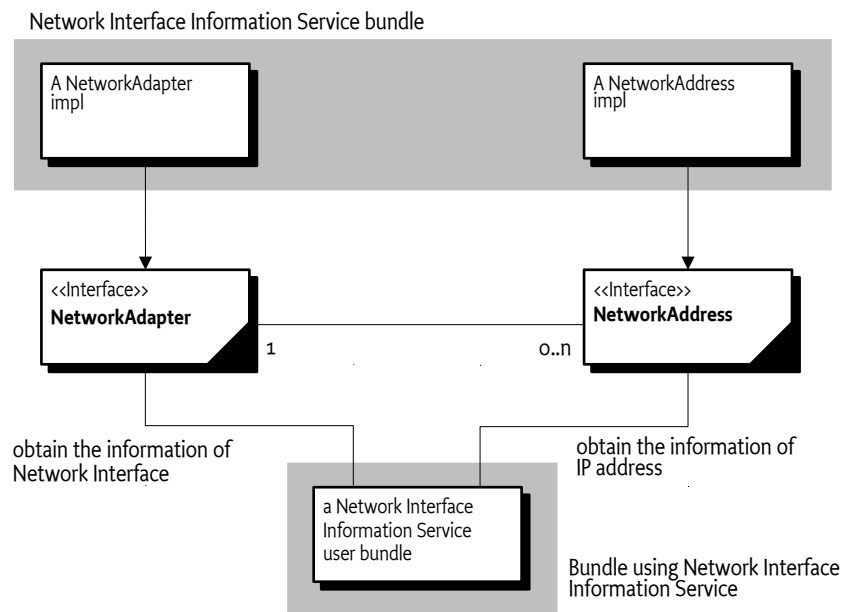 Network Interface Information Service bundle
A NetworkAdapter
impl
A NetworkAddress
impl
<<Interface>>
NetworkAdapter
<<Interface>>
NetworkAddress
1
0..n
obtain the information of
Network Interface
obtain the information of
IP address
a Network Interface
Information Service
user bundle
Bundle using Network Interface
Information Service